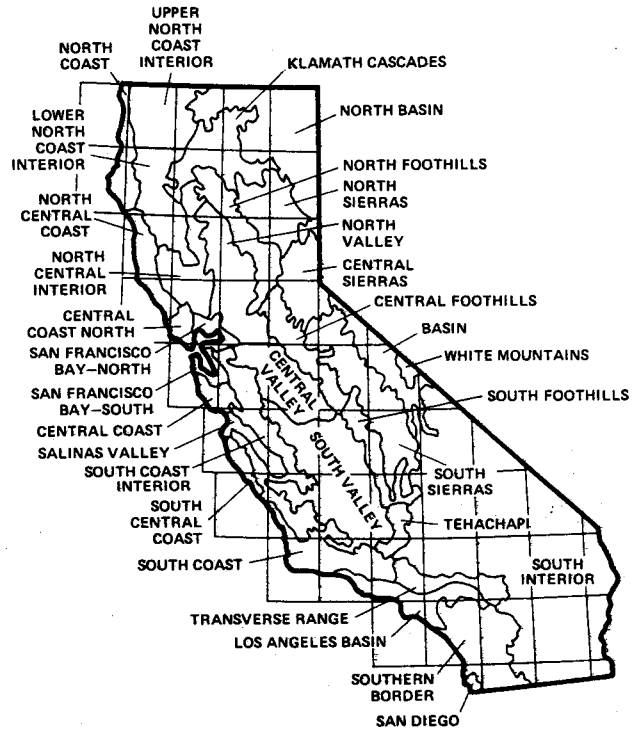 UPPER
NORTH
COAST
INTERIOR
NORTH
COAST
KLAMATH CASCADES
NORTH BASIN
LOWER
NORTH
COAST
INTERIOR
NORTH FOOTHILLS
NORTH
SIERRAS
NORTH
CENTRAL
COAST
NORTH
VALLEY
NORTH
CENTRAL
INTERIOR
CENTRAL
SIERRAS
CENTRAL FOOTHILLS
CENTRAL
COAST NORTH
BASIN
SAN FRANCISCO
BAY–NORTH
WHITE MOUNTAINS
CENTRAL
VALLEY
SAN FRANCISCO
BAY–SOUTH
SOUTH FOOTHILLS
CENTRAL COAST
SALINAS VALLEY
SOUTH COAST
INTERIOR
SOUTH VALLEY
SOUTH
SIERRAS
SOUTH
CENTRAL
COAST
TEHACHAPI
SOUTH COAST
SOUTH
INTERIOR
TRANSVERSE RANGE
LOS ANGELES BASIN
SOUTHERN
BORDER
SAN DIEGO